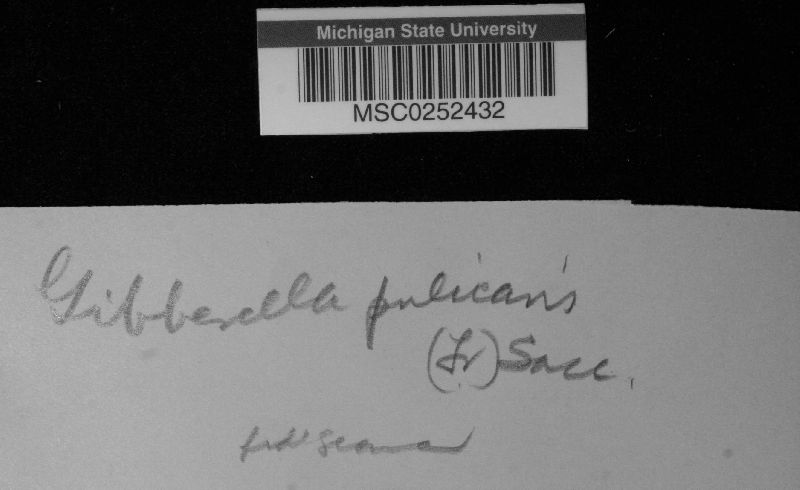 Michigan State University
MSC0252432
Gibberella pulicaris
(Fr) Sacc.